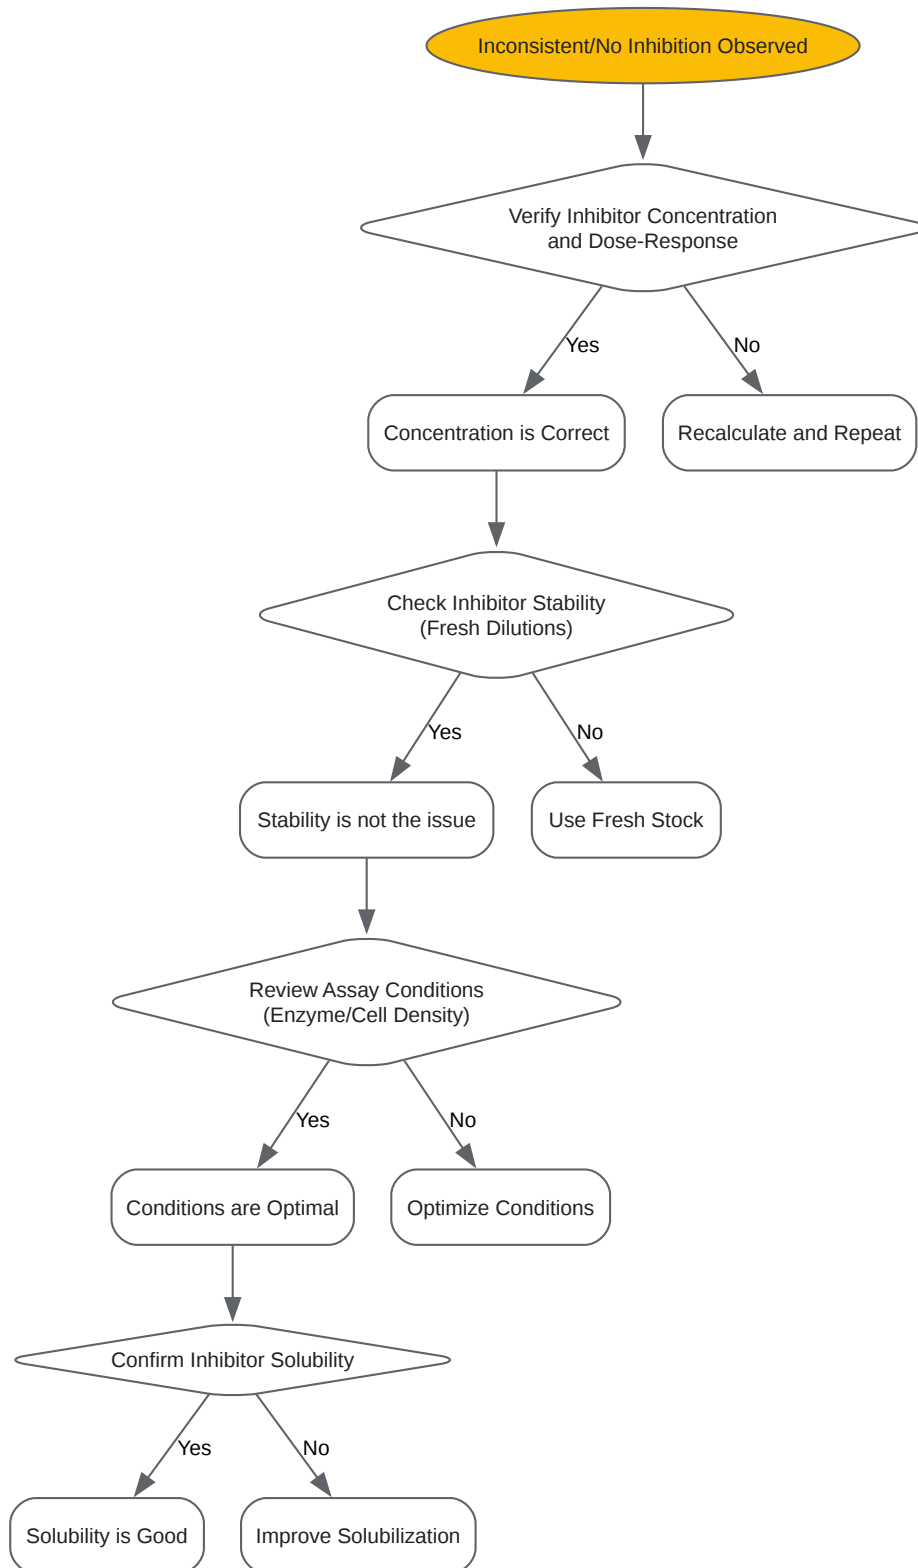 Inconsistent/No Inhibition Observed
Verify Inhibitor Concentration
and Dose-Response
Yes
No
Concentration is Correct
Recalculate and Repeat
Check Inhibitor Stability
(Fresh Dilutions)
Yes
No
Stability is not the issue
Use Fresh Stock
Review Assay Conditions
(Enzyme/Cell Density)
Yes
No
Conditions are Optimal
Optimize Conditions
Confirm Inhibitor Solubility
Yes
No
Solubility is Good
Improve Solubilization